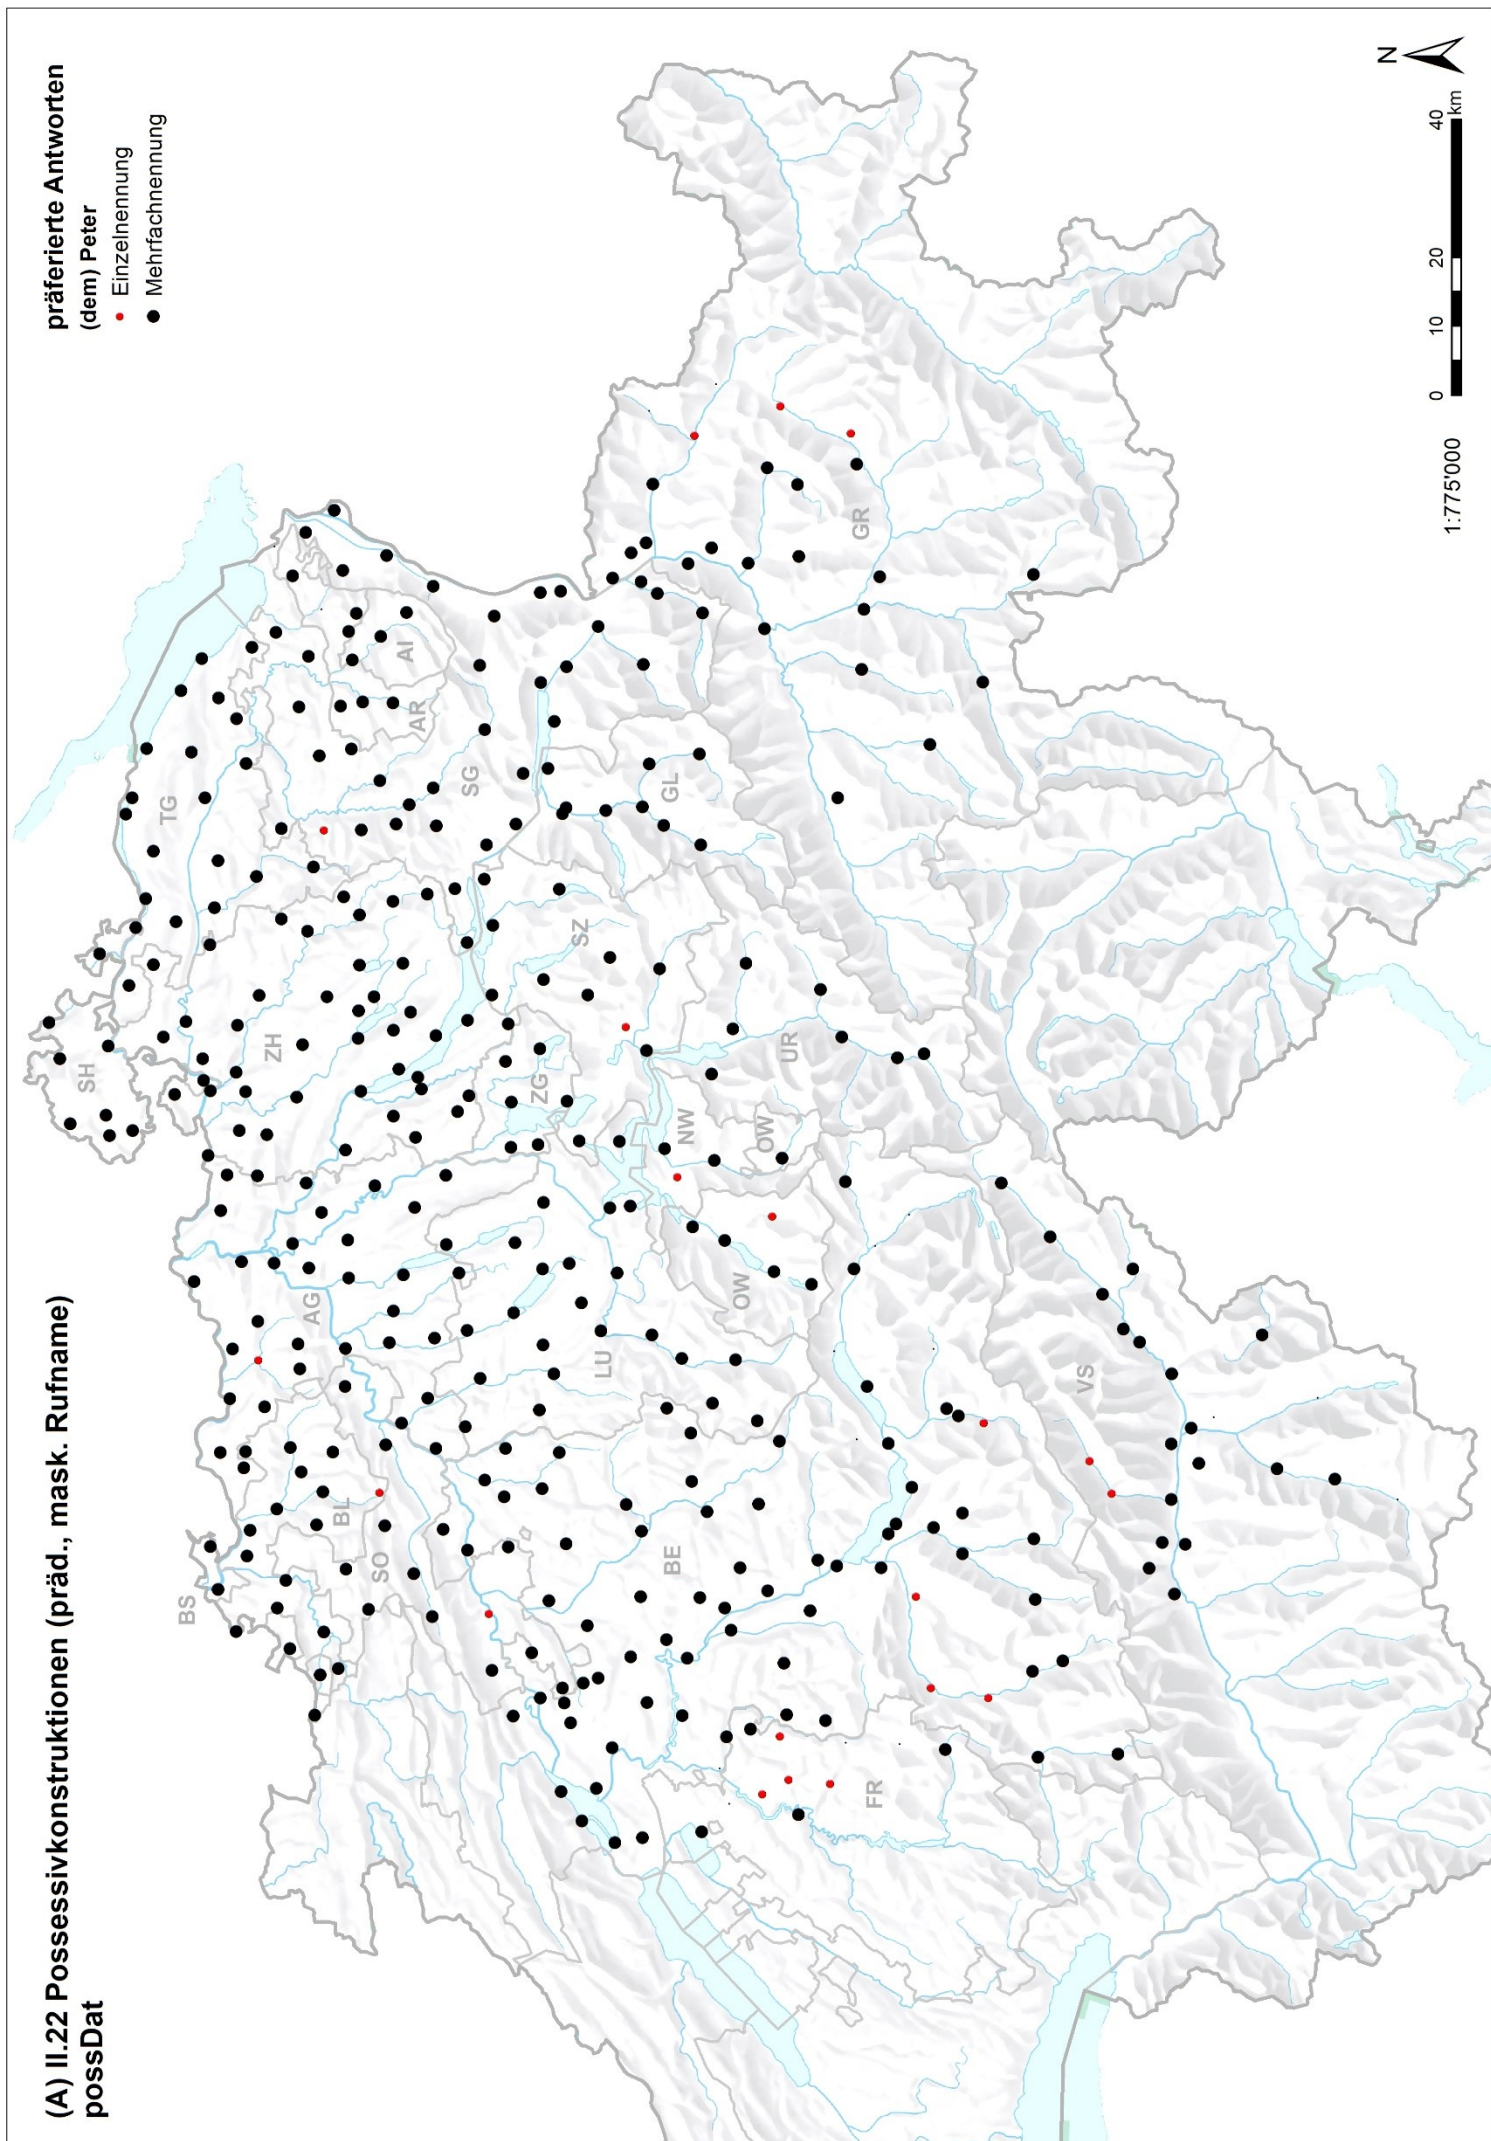 (A) II.22 Possessivkonstruktionen (präd., mask. Rufname)
possDat
präferierte Antworten
(dem) Peter
Einzelnennung
Mehrfachnennung
BS
SH
TG
BL
AG
ZH
AI
AR
SO
SG
LU
ZG
SZ
GL
BE
NW
OW
OW
UR
GR
FR
VS
N
1:775'000
0
10
20
40
km